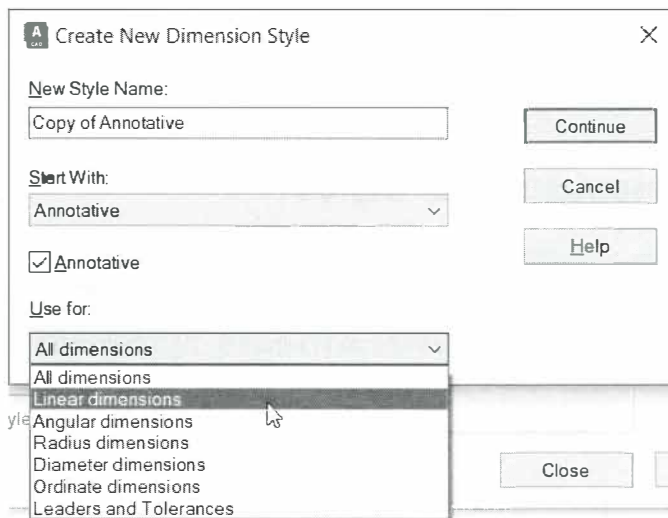 A
CAD
Create New Dimension Style
New Style Name:
Copy of Annotative
Continue
Start With:
Cancel
Annotative
Help
Annotative
Use for:
All dimensions
All dimensions
Linear dimensions
Angular dimensions
Radius dimensions
Diameter dimensions
Close
Ordinate dimensions
Leaders and Tolerances